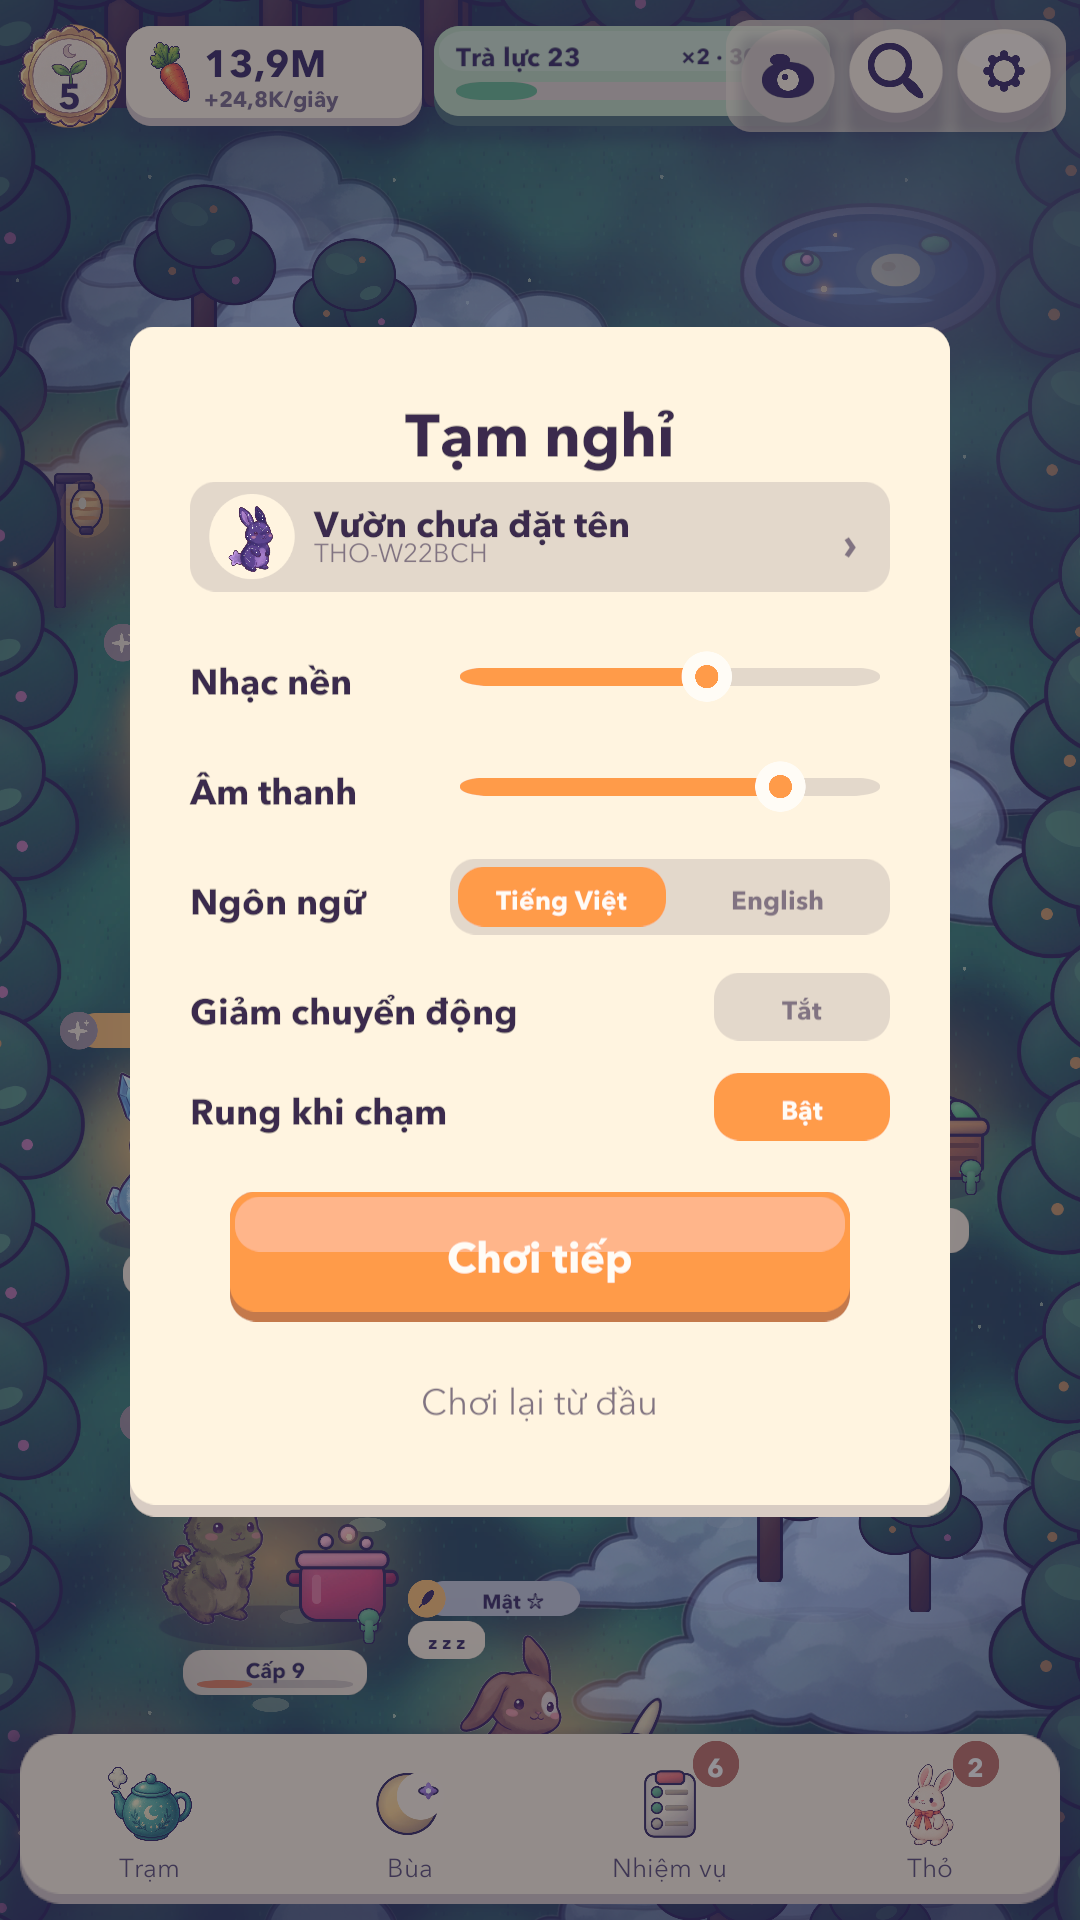 5
13,9M
+24,8K/giây
Trà lực 23
×2 ·
Tạm nghỉ
Vườn chưa đặt tên
THO-W22BCH
›
Nhạc nền
Âm thanh
Ngôn ngữ
Tiếng Việt
English
Giảm chuyển động
Tắt
Rung khi chạm
Bật
Chơi tiếp
Chơi lại từ đầu
Mật ☆
z z z
Cấp 9
6
2
Trạm
Bùa
Nhiệm vụ
Thỏ